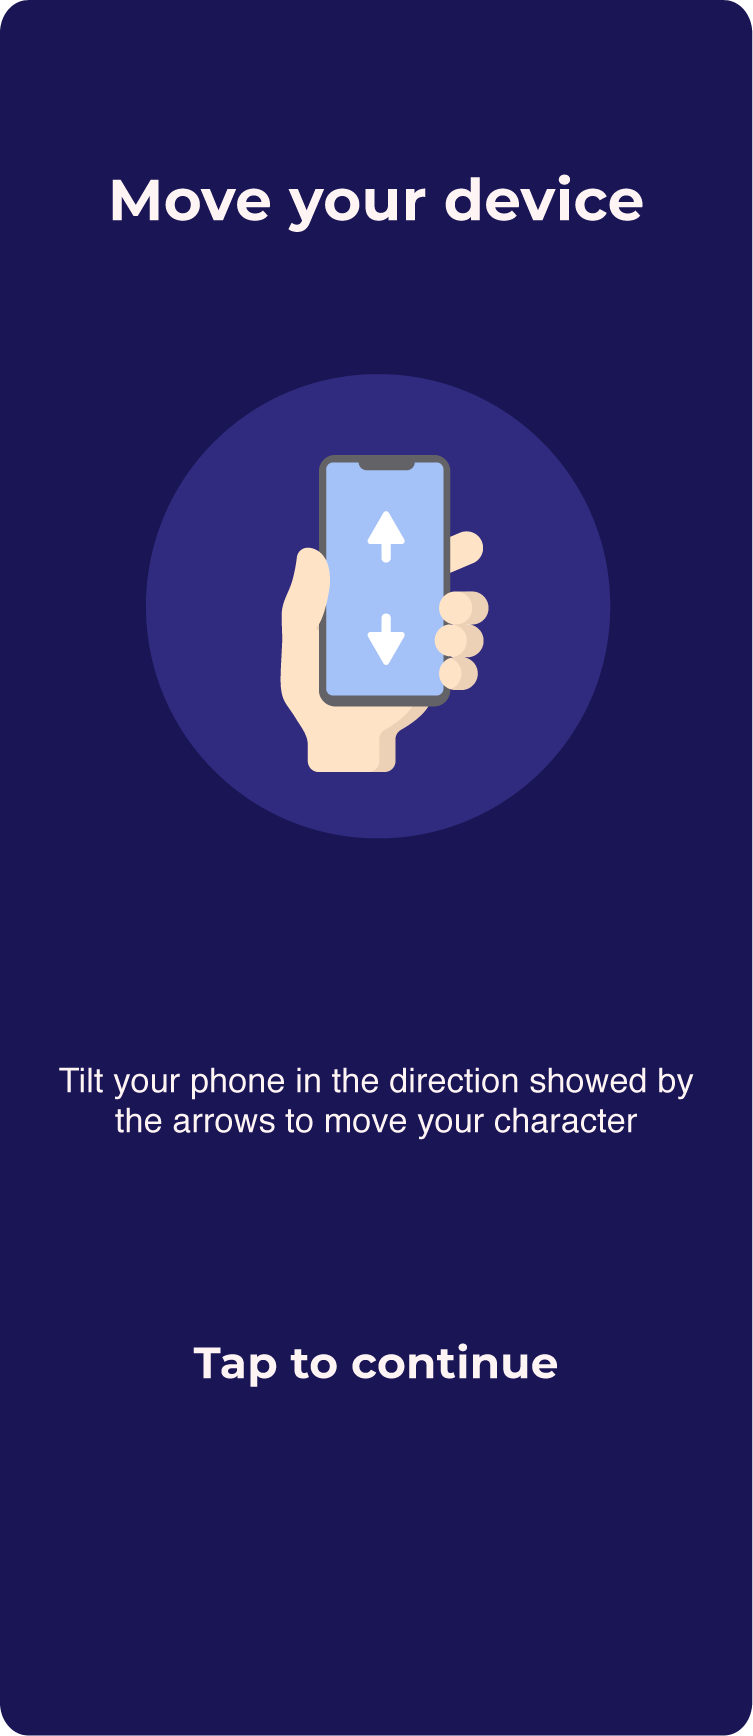 Move your device
Tilt your phone in the direction showed by
the arrows to move your character
Tap to continue